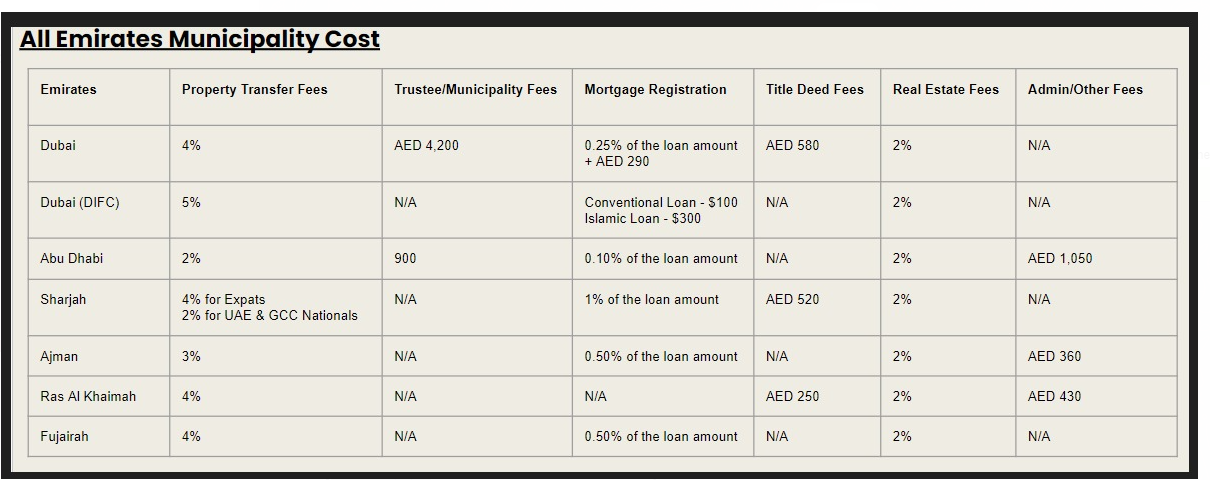 All Emirates Municipality Cost
Emirates Property Transfer Fees Trustee/Municipality Fees Mortgage Registration Title Deed Fees Real Estate Fees Admin/Other Fees
Dubai 4% AED 4,200 0.25% of the loan amount AED 580 2% N/A
+ AED 290
Dubai (DIFC) 5% N/A Conventional Loan - $100 N/A 2% N/A
Islamic Loan - $300
Abu Dhabi 2% 900 0.10% of the loan amount N/A 2% AED 1,050
Sharjah 4% for Expats N/A 1% of the loan amount AED 520 2% N/A
2% for UAE & GCC Nationals
Ajman 3% N/A 0.50% of the loan amount N/A 2% AED 360
Ras Al Khaimah 4% N/A N/A AED 250 2% AED 430
Fujairah 4% N/A 0.50% of the loan amount N/A 2% N/A